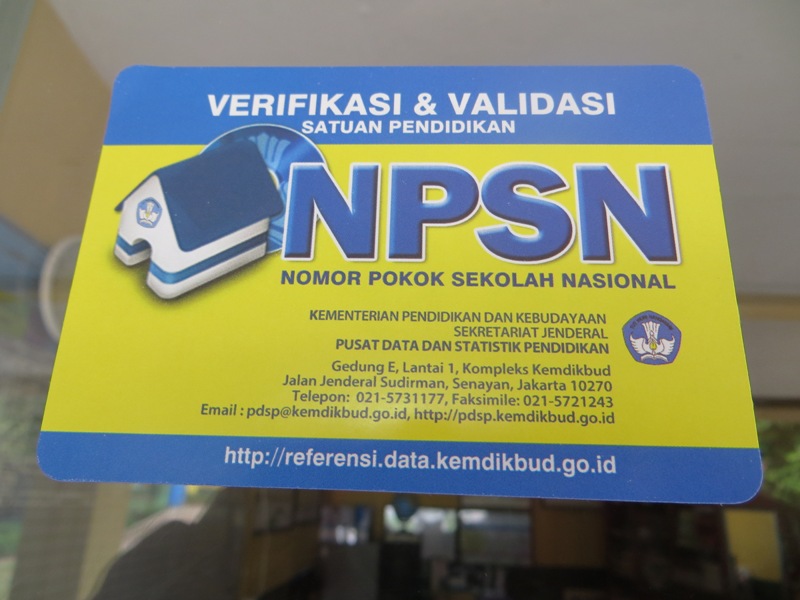 VERIFIKASI & VALIDASI
SATUAN PENDIDIKAN
NPSN
NOMOR POKOK SEKOLAH NASIONAL
KEMENTERIAN PENDIDIKAN DAN KEBUDAYAAN
SEKRETARIAT JENDERAL
PUSAT DATA DAN STATISTIK PENDIDIKAN
Gedung E, Lantai 1, Kompleks Kemdikbud
Jalan Jenderal Sudirman, Senayan, Jakarta 10270
Telepon: 021-5731177, Faksimile: 021-5721243
Email : pdsp@kemdikbud.go.id, http://pdsp.kemdikbud.go.id
http://referensi.data.kemdikbud.go.id